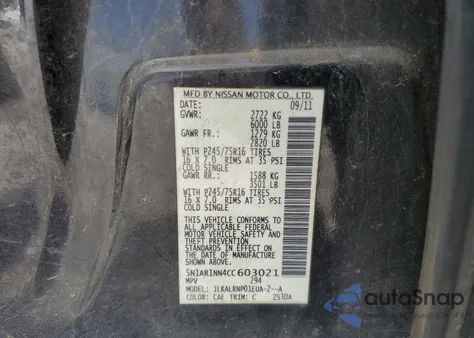 MFD BY NISSAN MOTOR CO., LTD.
DATE: 09/11
GVWR: 2722 KG
6000 LB
GAWR FR.: 1279 KG
2820 LB
WITH P245/75R16 TIRES
16 X 7.0 RIMS AT 35 PSI
COLD SINGLE
GAWR RR.: 1588 KG
3501 LB
WITH P245/75R16 TIRES
16 X 7.0 RIMS AT 35 PSI
COLD SINGLE
THIS VEHICLE CONFORMS TO
ALL APPLICABLE FEDERAL
MOTOR VEHICLE SAFETY AND
THEFT PREVENTION
STANDARDS IN EFFECT ON
THE DATE OF MANUFACTURE
SHOWN ABOVE.
5N1AR1NN4CC603021
MPV 294
MODEL: JLKALRNP01EUA-2--A
COLOR: CAE TRIM: C ZS30A
autoSnap